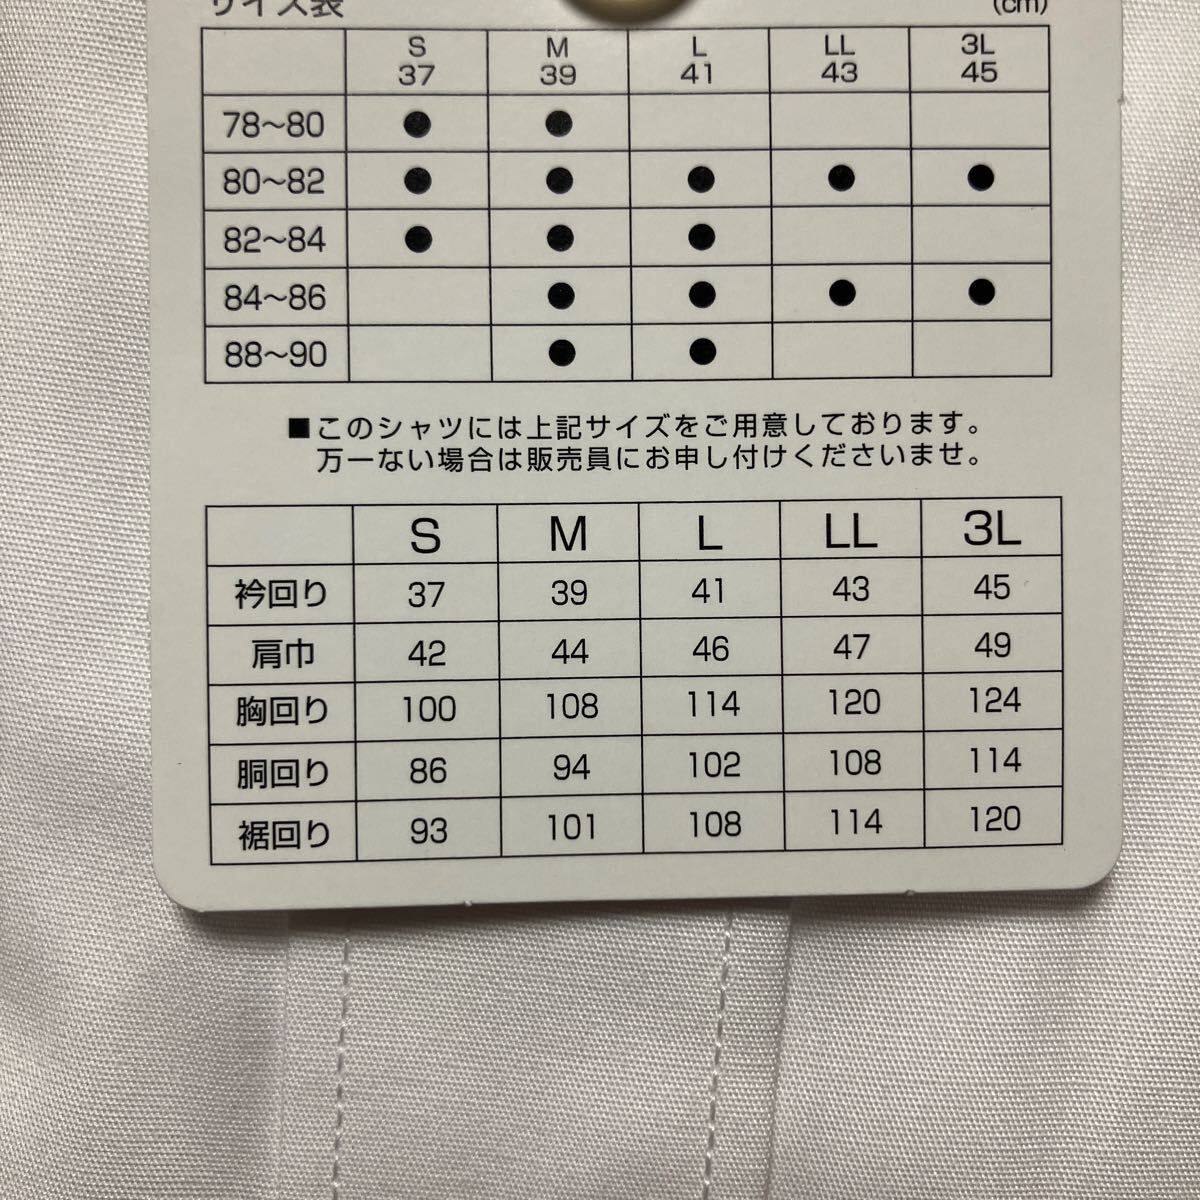 サイズ表 (cm)
S M L LL 3L
37 39 41 43 45
78〜80 ● ●
80〜82 ● ● ● ● ●
82〜84 ● ● ●
84〜86 ● ● ● ●
88〜90 ● ●
■このシャツには上記サイズをご用意しております。
万一ない場合は販売員にお申し付けくださいませ。
S M L LL 3L
衿回り 37 39 41 43 45
肩巾 42 44 46 47 49
胸回り 100 108 114 120 124
胴回り 86 94 102 108 114
裾回り 93 101 108 114 120